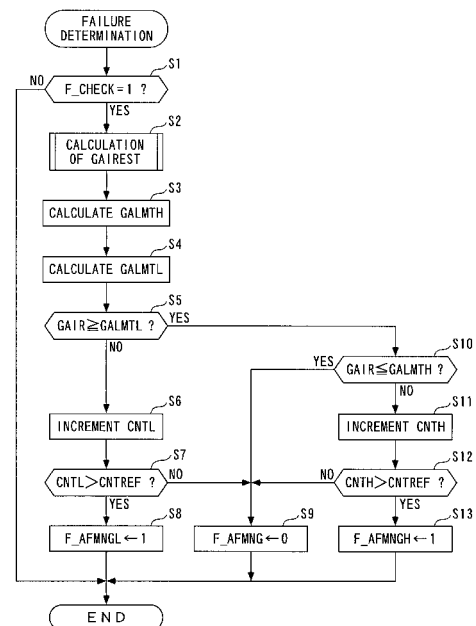 FAILURE
DETERMINATION
S1
NO
F_CHECK=1 ?
YES
S2
CALCULATION
OF GAIREST
S3
CALCULATE GALMTH
S4
CALCULATE GALMTL
S5
GAIR≧GALMTL ?
YES
NO
S10
YES
GAIR≦GALMTH ?
NO
S6
INCREMENT CNTL
S11
INCREMENT CNTH
S7
CNTL>CNTREF ?
NO
YES
S12
NO
CNTH>CNTREF ?
YES
S8
F_AFMNGL←1
S9
F_AFMNG←0
S13
F_AFMNGH←1
END